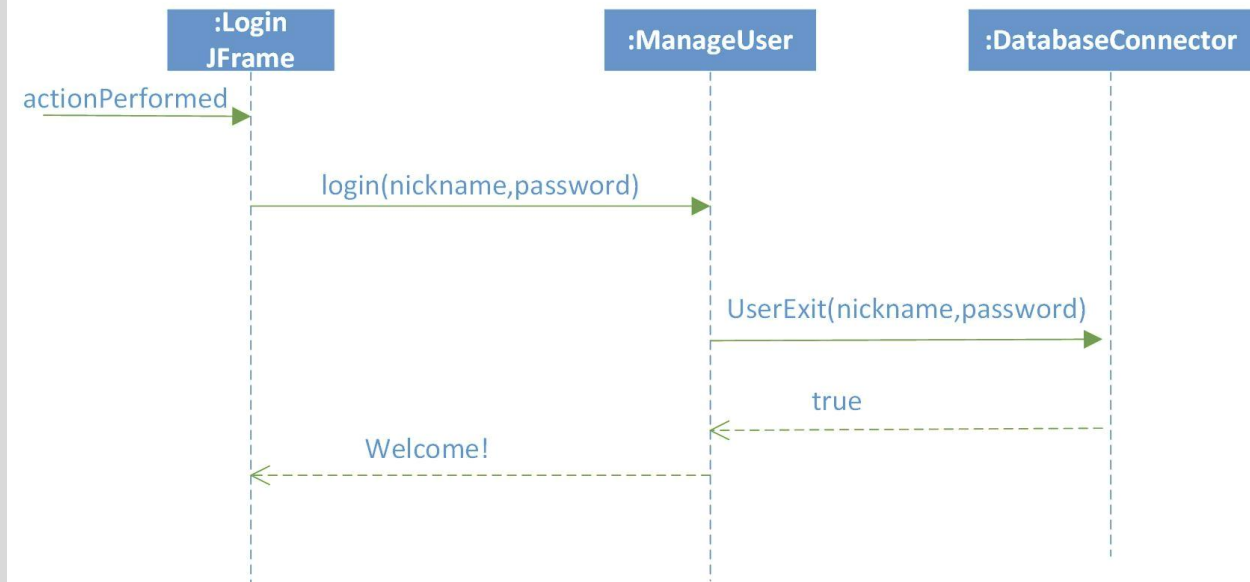 :Login
JFrame
:ManageUser
:DatabaseConnector
actionPerformed
login(nickname,password)
UserExit(nickname,password)
true
Welcome!